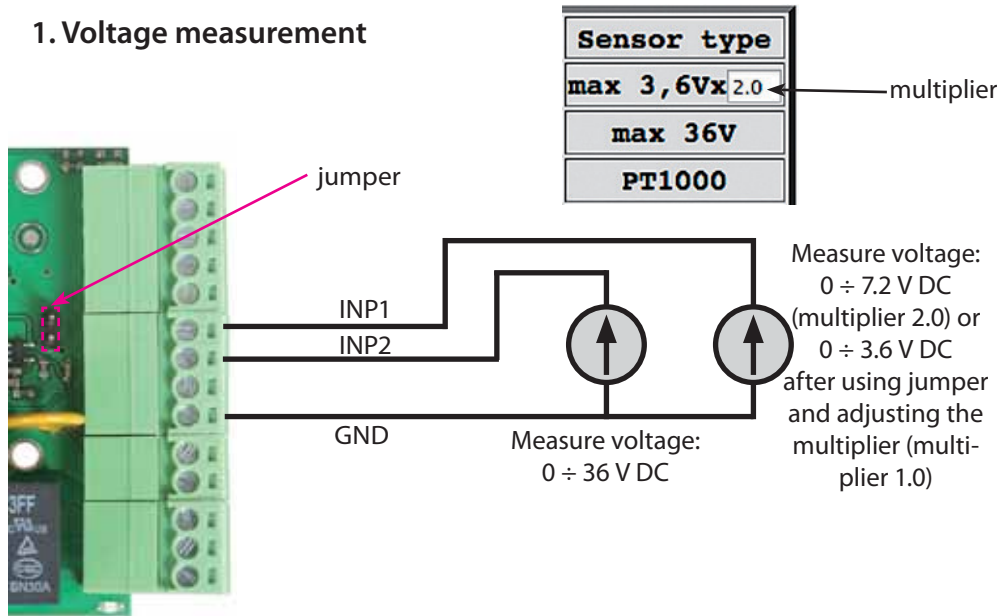 1. Voltage measurement
Sensor type
max 3,6Vx 2.0
multiplier
max 36V
PT1000
jumper
INP1
INP2
GND
Measure voltage:
0 ÷ 36 V DC
Measure voltage:
0 ÷ 7.2 V DC
(multiplier 2.0) or
0 ÷ 3.6 V DC
after using jumper
and adjusting the
multiplier (multi-
plier 1.0)
3FF